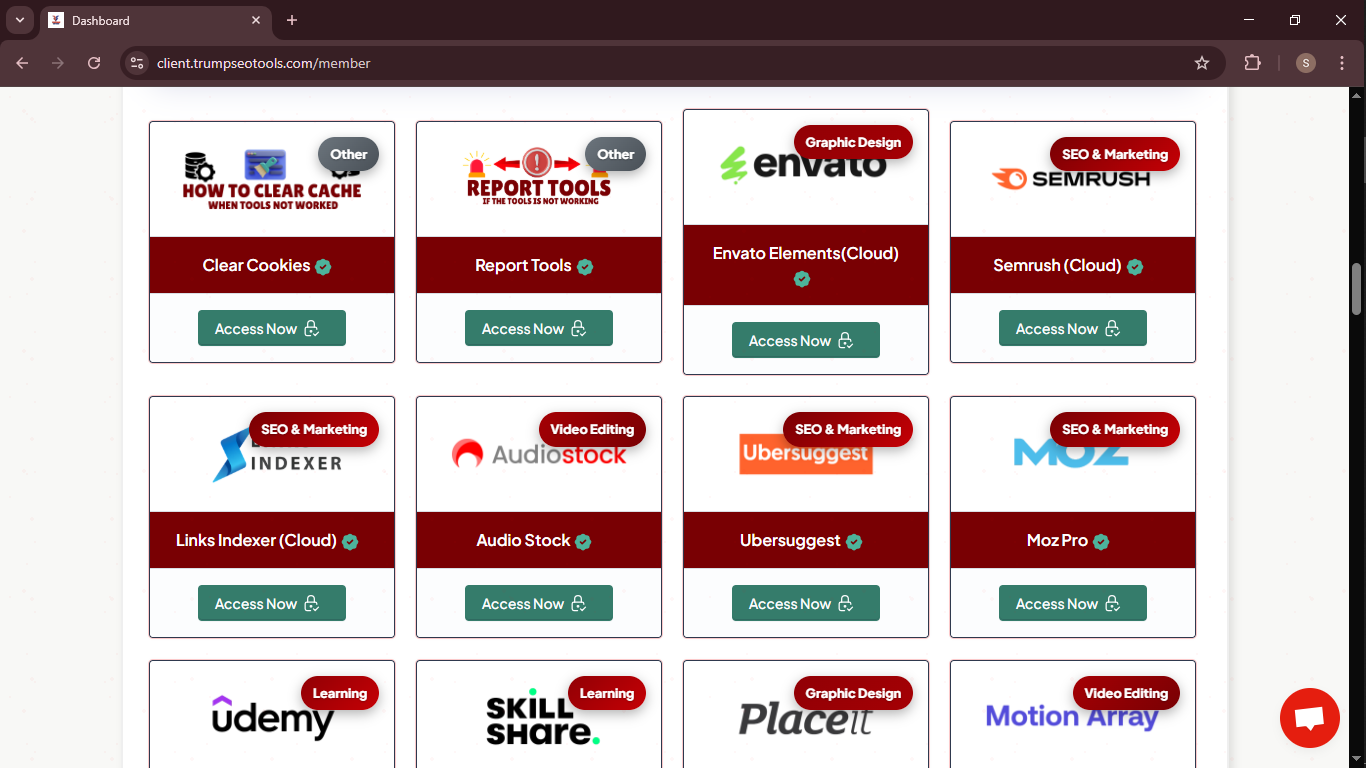 Dashboard
client.trumpseotools.com/member
S
Other
HOW TO CLEAR CACHE
WHEN TOOLS NOT WORKED
Clear Cookies
Access Now
Other
REPORT TOOLS
IF THE TOOLS IS NOT WORKING
Report Tools
Access Now
Graphic Design
envato
Envato Elements(Cloud)
Access Now
SEO & Marketing
SEMRUSH
Semrush (Cloud)
Access Now
SEO & Marketing
INDEXER
Links Indexer (Cloud)
Access Now
Video Editing
Audiostock
Audio Stock
Access Now
SEO & Marketing
Ubersuggest
Ubersuggest
Access Now
SEO & Marketing
MOZ
Moz Pro
Access Now
Learning
udemy
Learning
SKILL
SHare.
Graphic Design
Placeit
Video Editing
Motion Array